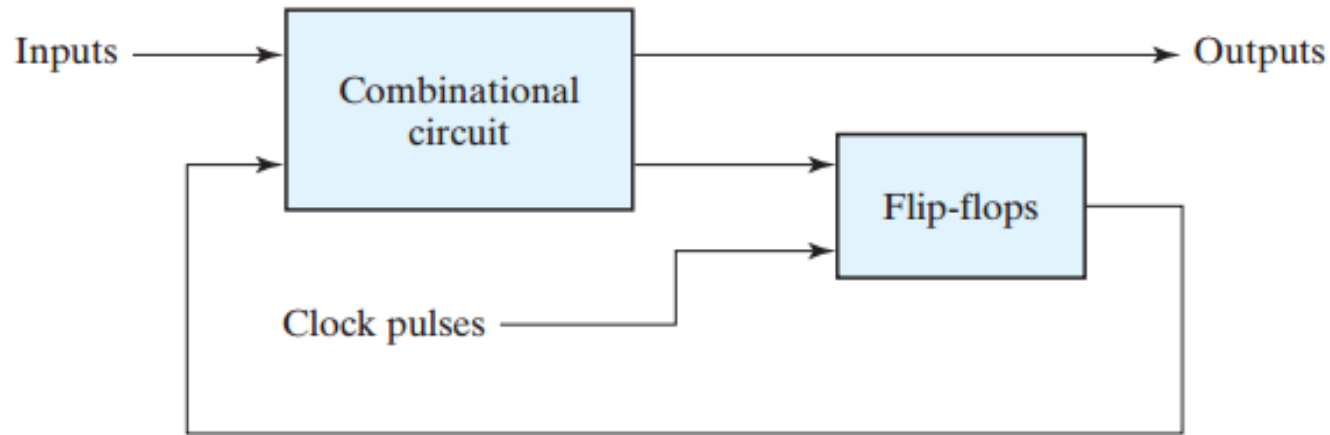 Inputs
Combinational
circuit
Outputs
Flip-flops
Clock pulses